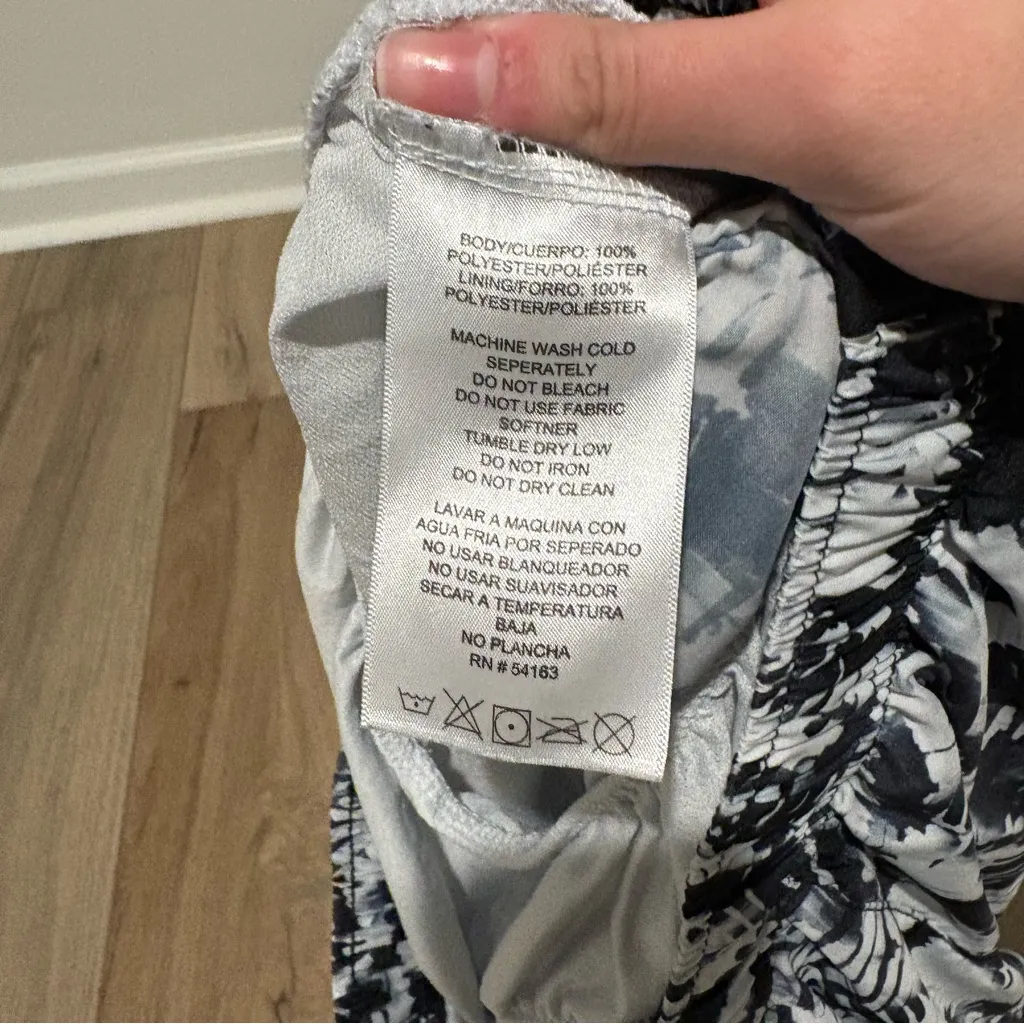 BODY/CUERPO: 100%
POLYESTER/POLIÉSTER
LINING/FORRO: 100%
POLYESTER/POLIÉSTER
MACHINE WASH COLD
SEPERATELY
DO NOT BLEACH
DO NOT USE FABRIC
SOFTNER
TUMBLE DRY LOW
DO NOT IRON
DO NOT DRY CLEAN
LAVAR A MAQUINA CON
AGUA FRIA POR SEPERADO
NO USAR BLANQUEADOR
NO USAR SUAVISADOR
SECAR A TEMPERATURA
BAJA
NO PLANCHA
RN # 54163